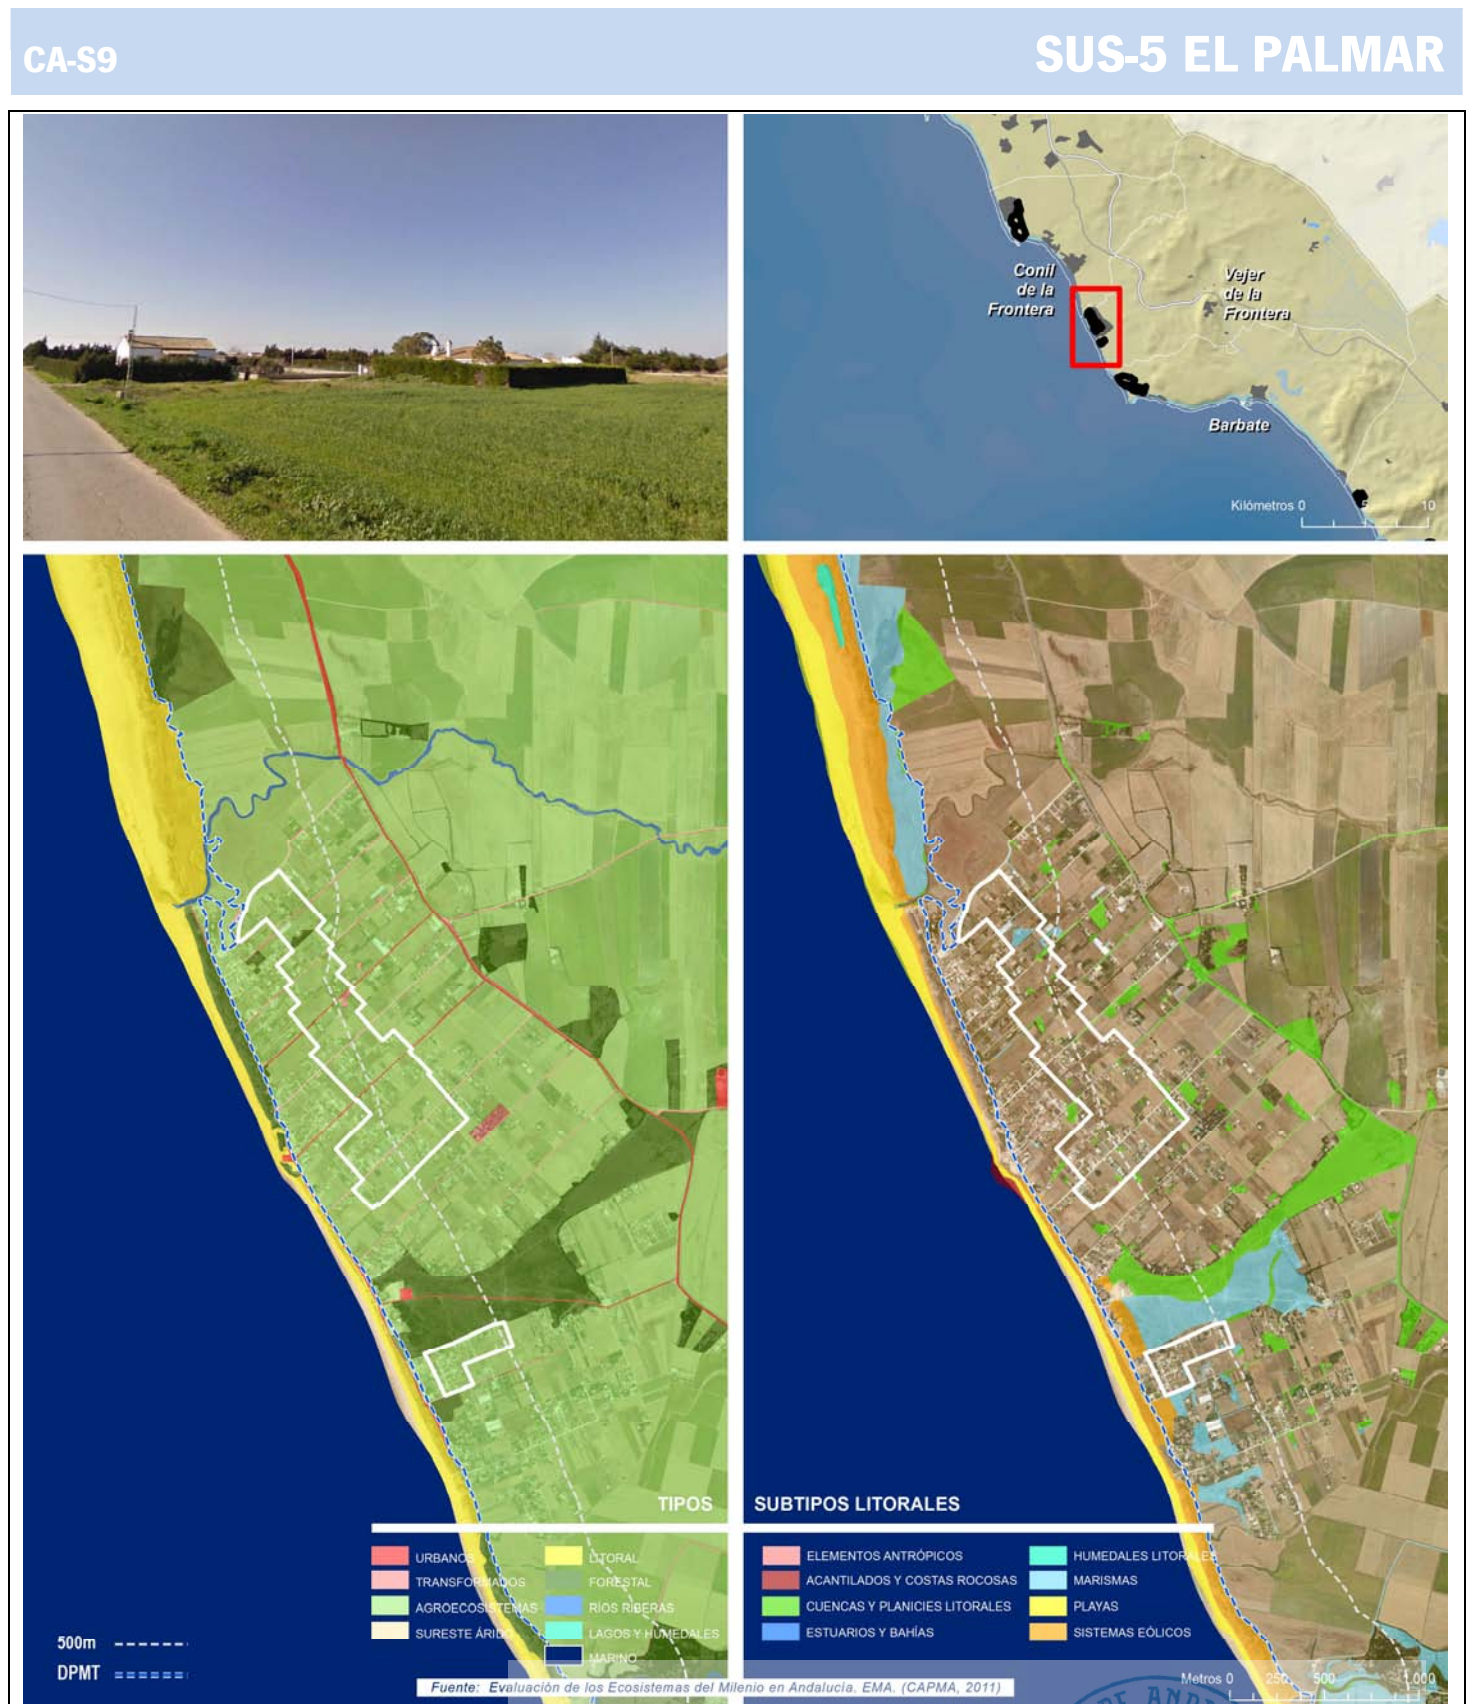 CA-S9
SUS-5 EL PALMAR
Conil
de la
Frontera
Vejer
de la
Frontera
Barbate
Kilómetros 0 5 10
TIPOS
URBANOS
TRANSFORMADOS
AGROECOSISTEMAS
SURESTE ÁRIDO
LITORAL
FORESTAL
RÍOS RIBERAS
LAGOS Y HUMEDALES
MARINO
500m
DPMT
SUBTIPOS LITORALES
ELEMENTOS ANTRÓPICOS
ACANTILADOS Y COSTAS ROCOSAS
CUENCAS Y PLANICIES LITORALES
ESTUARIOS Y BAHÍAS
HUMEDALES LITORALES
MARISMAS
PLAYAS
SISTEMAS EÓLICOS
Metros 0 250 500 1.000
Fuente: Evaluación de los Ecosistemas del Milenio en Andalucía. EMA. (CAPMA, 2011)